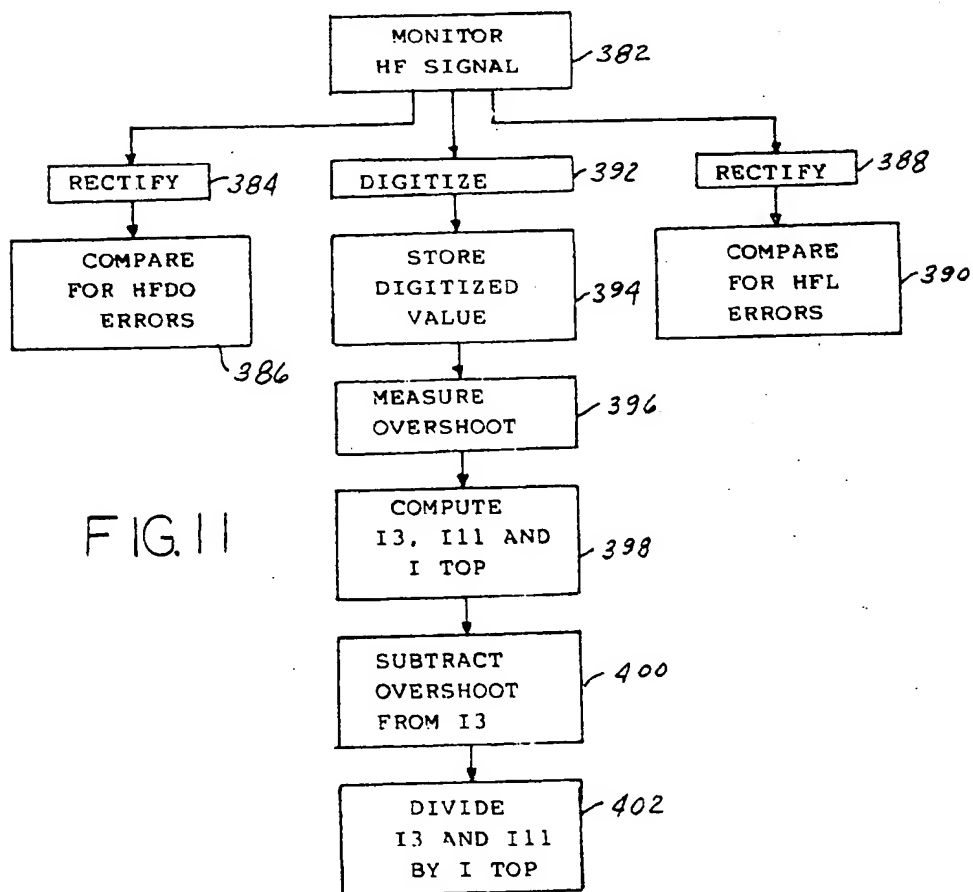 MONITOR
HF SIGNAL
382
RECTIFY
384
DIGITIZE
392
RECTIFY
388
COMPARE
FOR HFDO
ERRORS
386
STORE
DIGITIZED
VALUE
394
COMPARE
FOR HFL
ERRORS
390
MEASURE
OVERSHOOT
396
COMPUTE
I3, I11 AND
I TOP
398
FIG. 11
SUBTRACT
OVERSHOOT
FROM I3
400
DIVIDE
I3 AND I11
BY I TOP
402